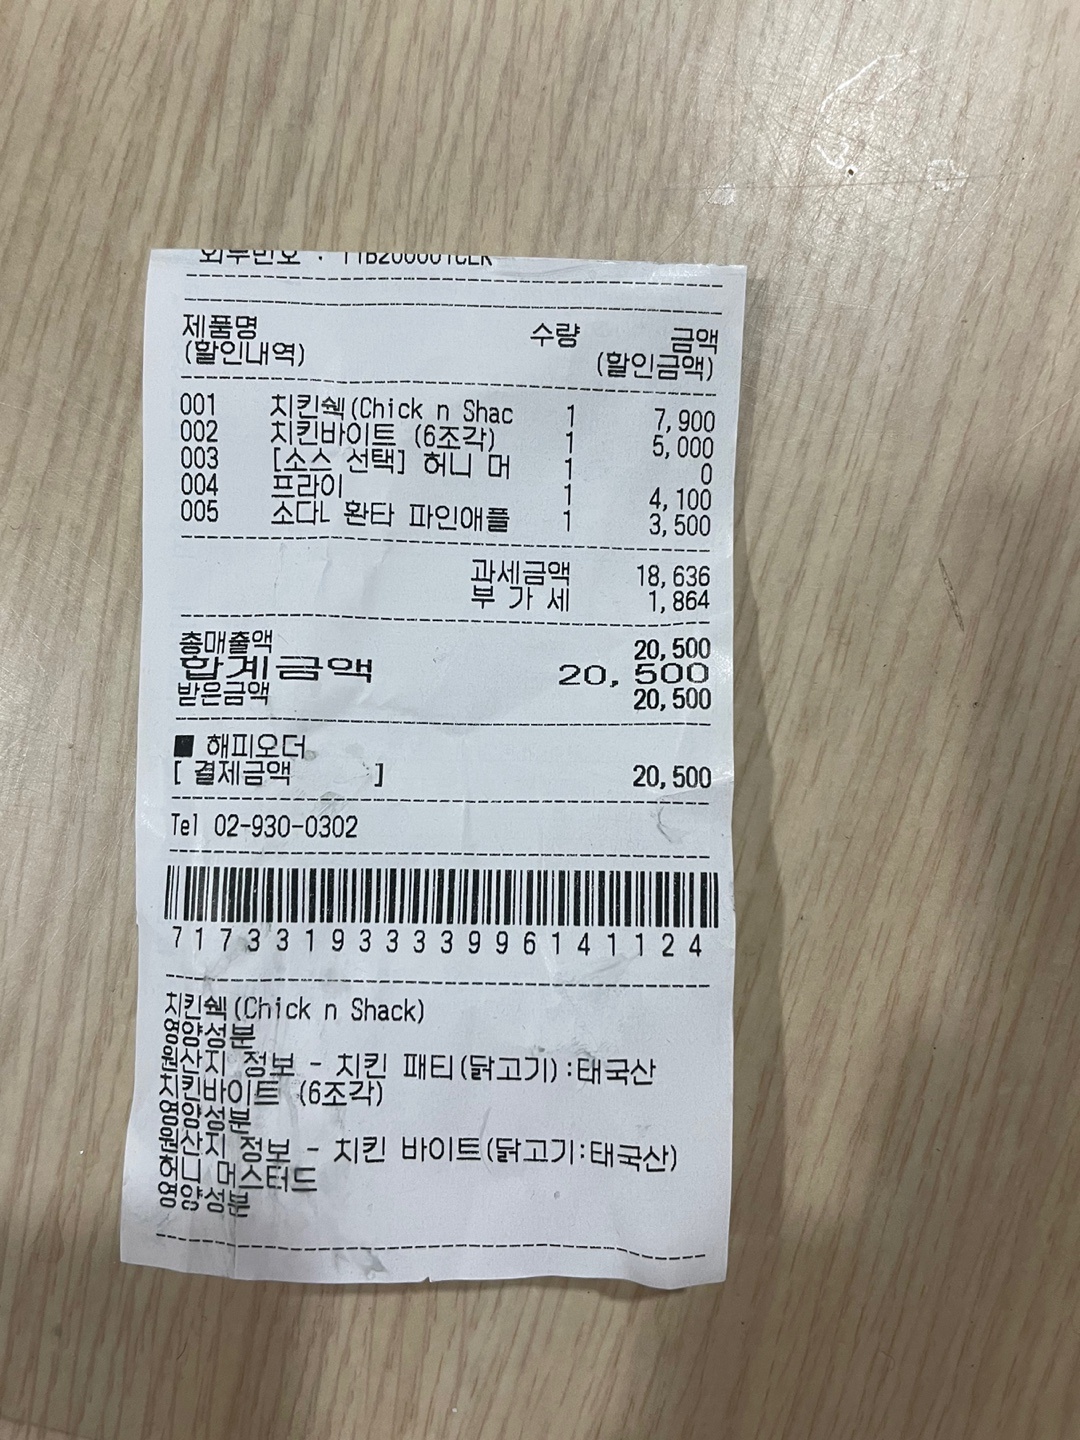 외부번호 : 11B200001CLK
제품명 수량 금액
(할인내역) (할인금액)
001 치킨쉑(Chick n Shac 1 7,900
002 치킨바이트 (6조각) 1 5,000
003 [소스 선택] 허니 머 1 0
004 프라이 1 4,100
005 소다L 환타 파인애플 1 3,500
과세금액 18,636
부 가 세 1,864
총매출액 20,500
합계금액 20,500
받은금액 20,500
■ 해피오더
[ 결제금액 ] 20,500
Tel 02-930-0302
71733193333996141124
치킨쉑(Chick n Shack)
영양성분
원산지 정보 - 치킨 패티(닭고기):태국산
치킨바이트 (6조각)
영양성분
원산지 정보 - 치킨 바이트(닭고기:태국산)
허니 머스터드
영양성분